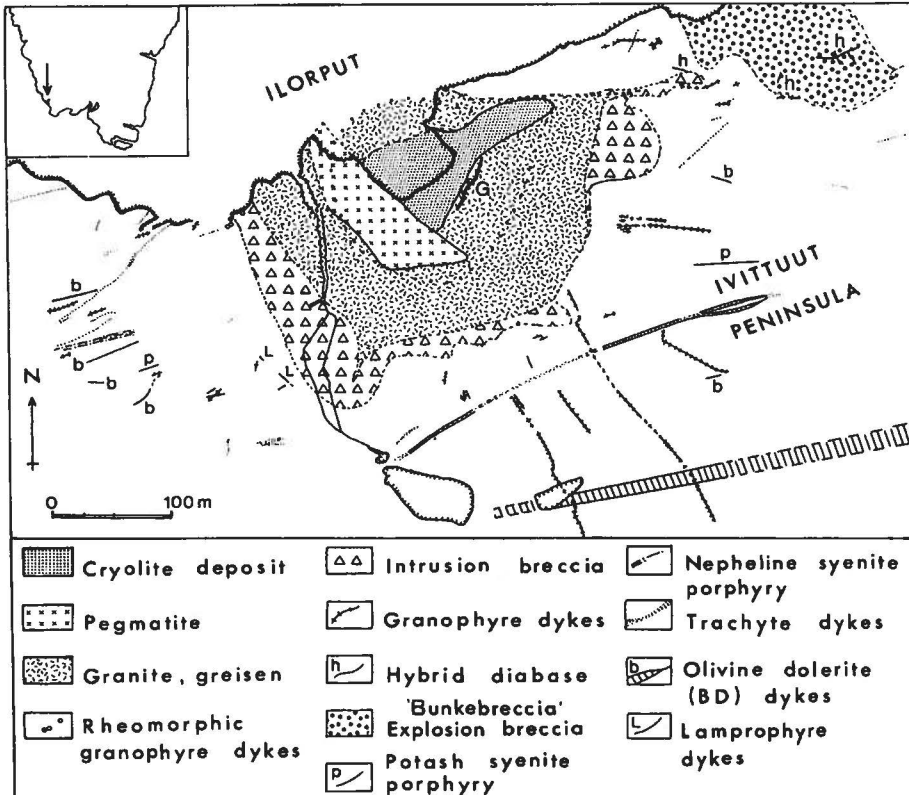 ILORPUT
h
h
h
G
b
p
IVITTUUT
PENINSULA
b
b
p
b
b
L
L
b
N
0 100 m
Cryolite deposit
Pegmatite
Granite, greisen
Rheomorphic
granophyre dykes
Intrusion breccia
Granophyre dykes
h Hybrid diabase
'Bunkebreccia'
Explosion breccia
p Potash syenite
porphyry
Nepheline syenite
porphyry
Trachyte dykes
b Olivine dolerite
(BD) dykes
L Lamprophyre
dykes